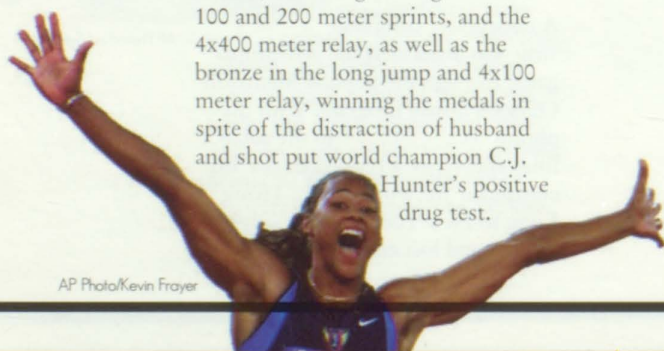 100 and 200 meter sprints, and the
4x400 meter relay, as well as the
bronze in the long jump and 4x100
meter relay, winning the medals in
spite of the distraction of husband
and shot put world champion C.J.
Hunter's positive
drug test.
AP Photo/Kevin Frayer